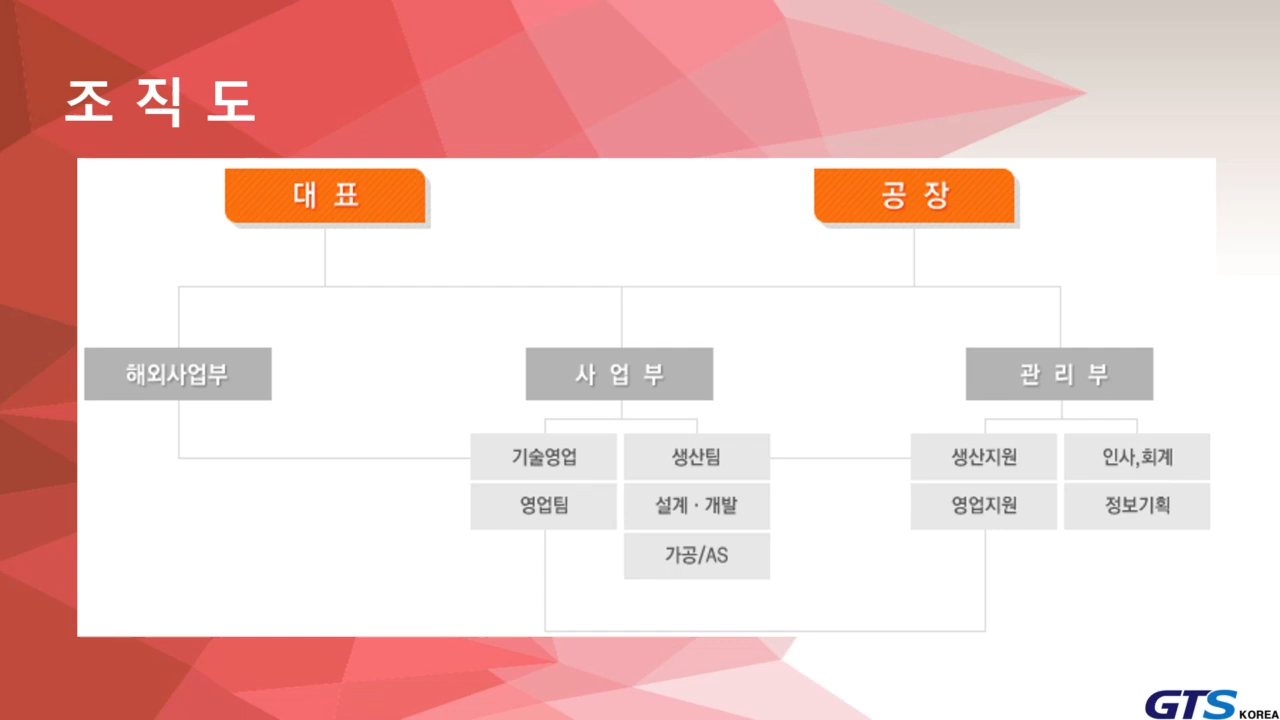 조 직 도
대 표
공 장
해외사업부
사 업 부
관 리 부
기술영업
생산팀
생산지원
인사,회계
영업팀
설계 · 개발
영업지원
정보기획
가공/AS
GTS KOREA